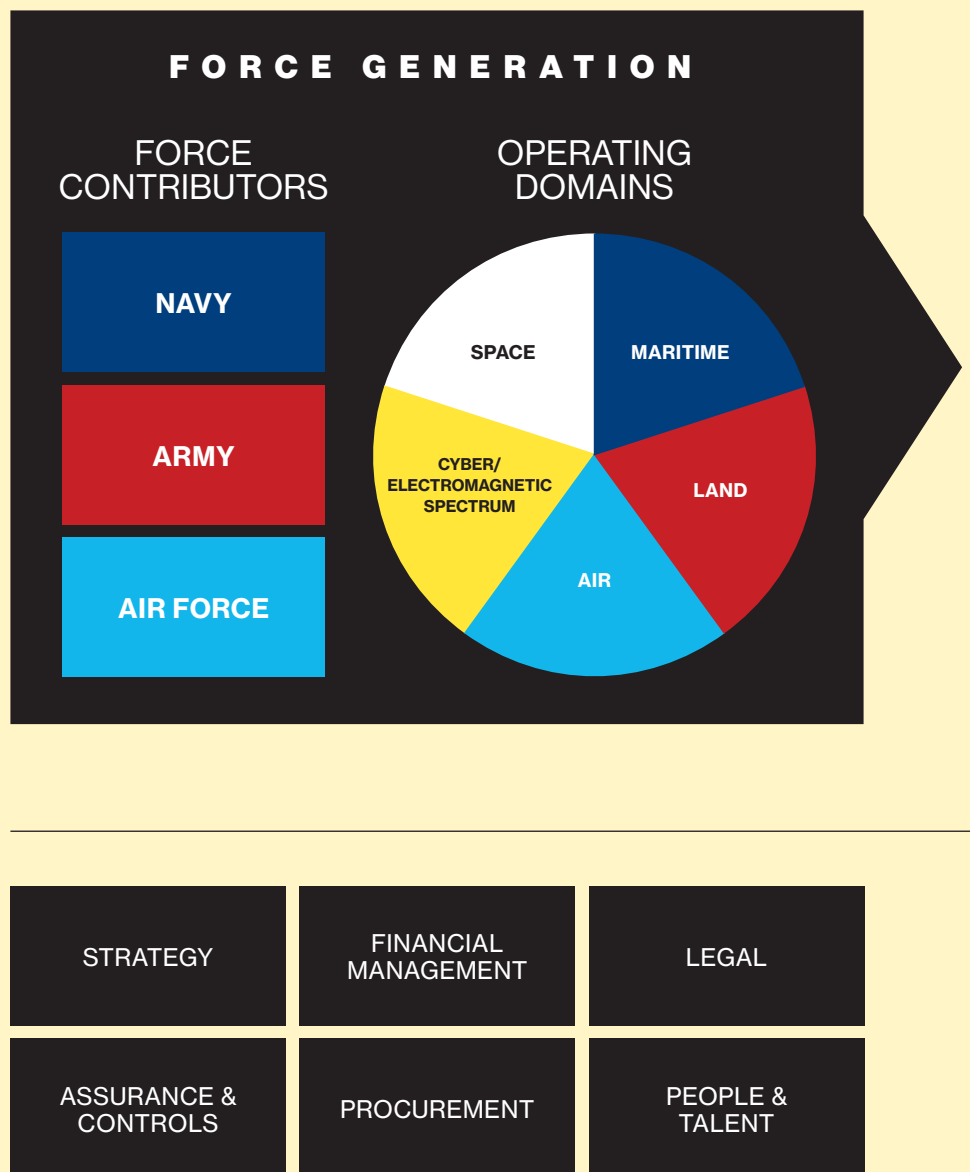 FORCE GENERATION
FORCE
CONTRIBUTORS
NAVY
ARMY
AIR FORCE
OPERATING
DOMAINS
SPACE
MARITIME
CYBER/
ELECTROMAGNETIC
SPECTRUM
LAND
AIR
STRATEGY
FINANCIAL
MANAGEMENT
LEGAL
ASSURANCE &
CONTROLS
PROCUREMENT
PEOPLE &
TALENT